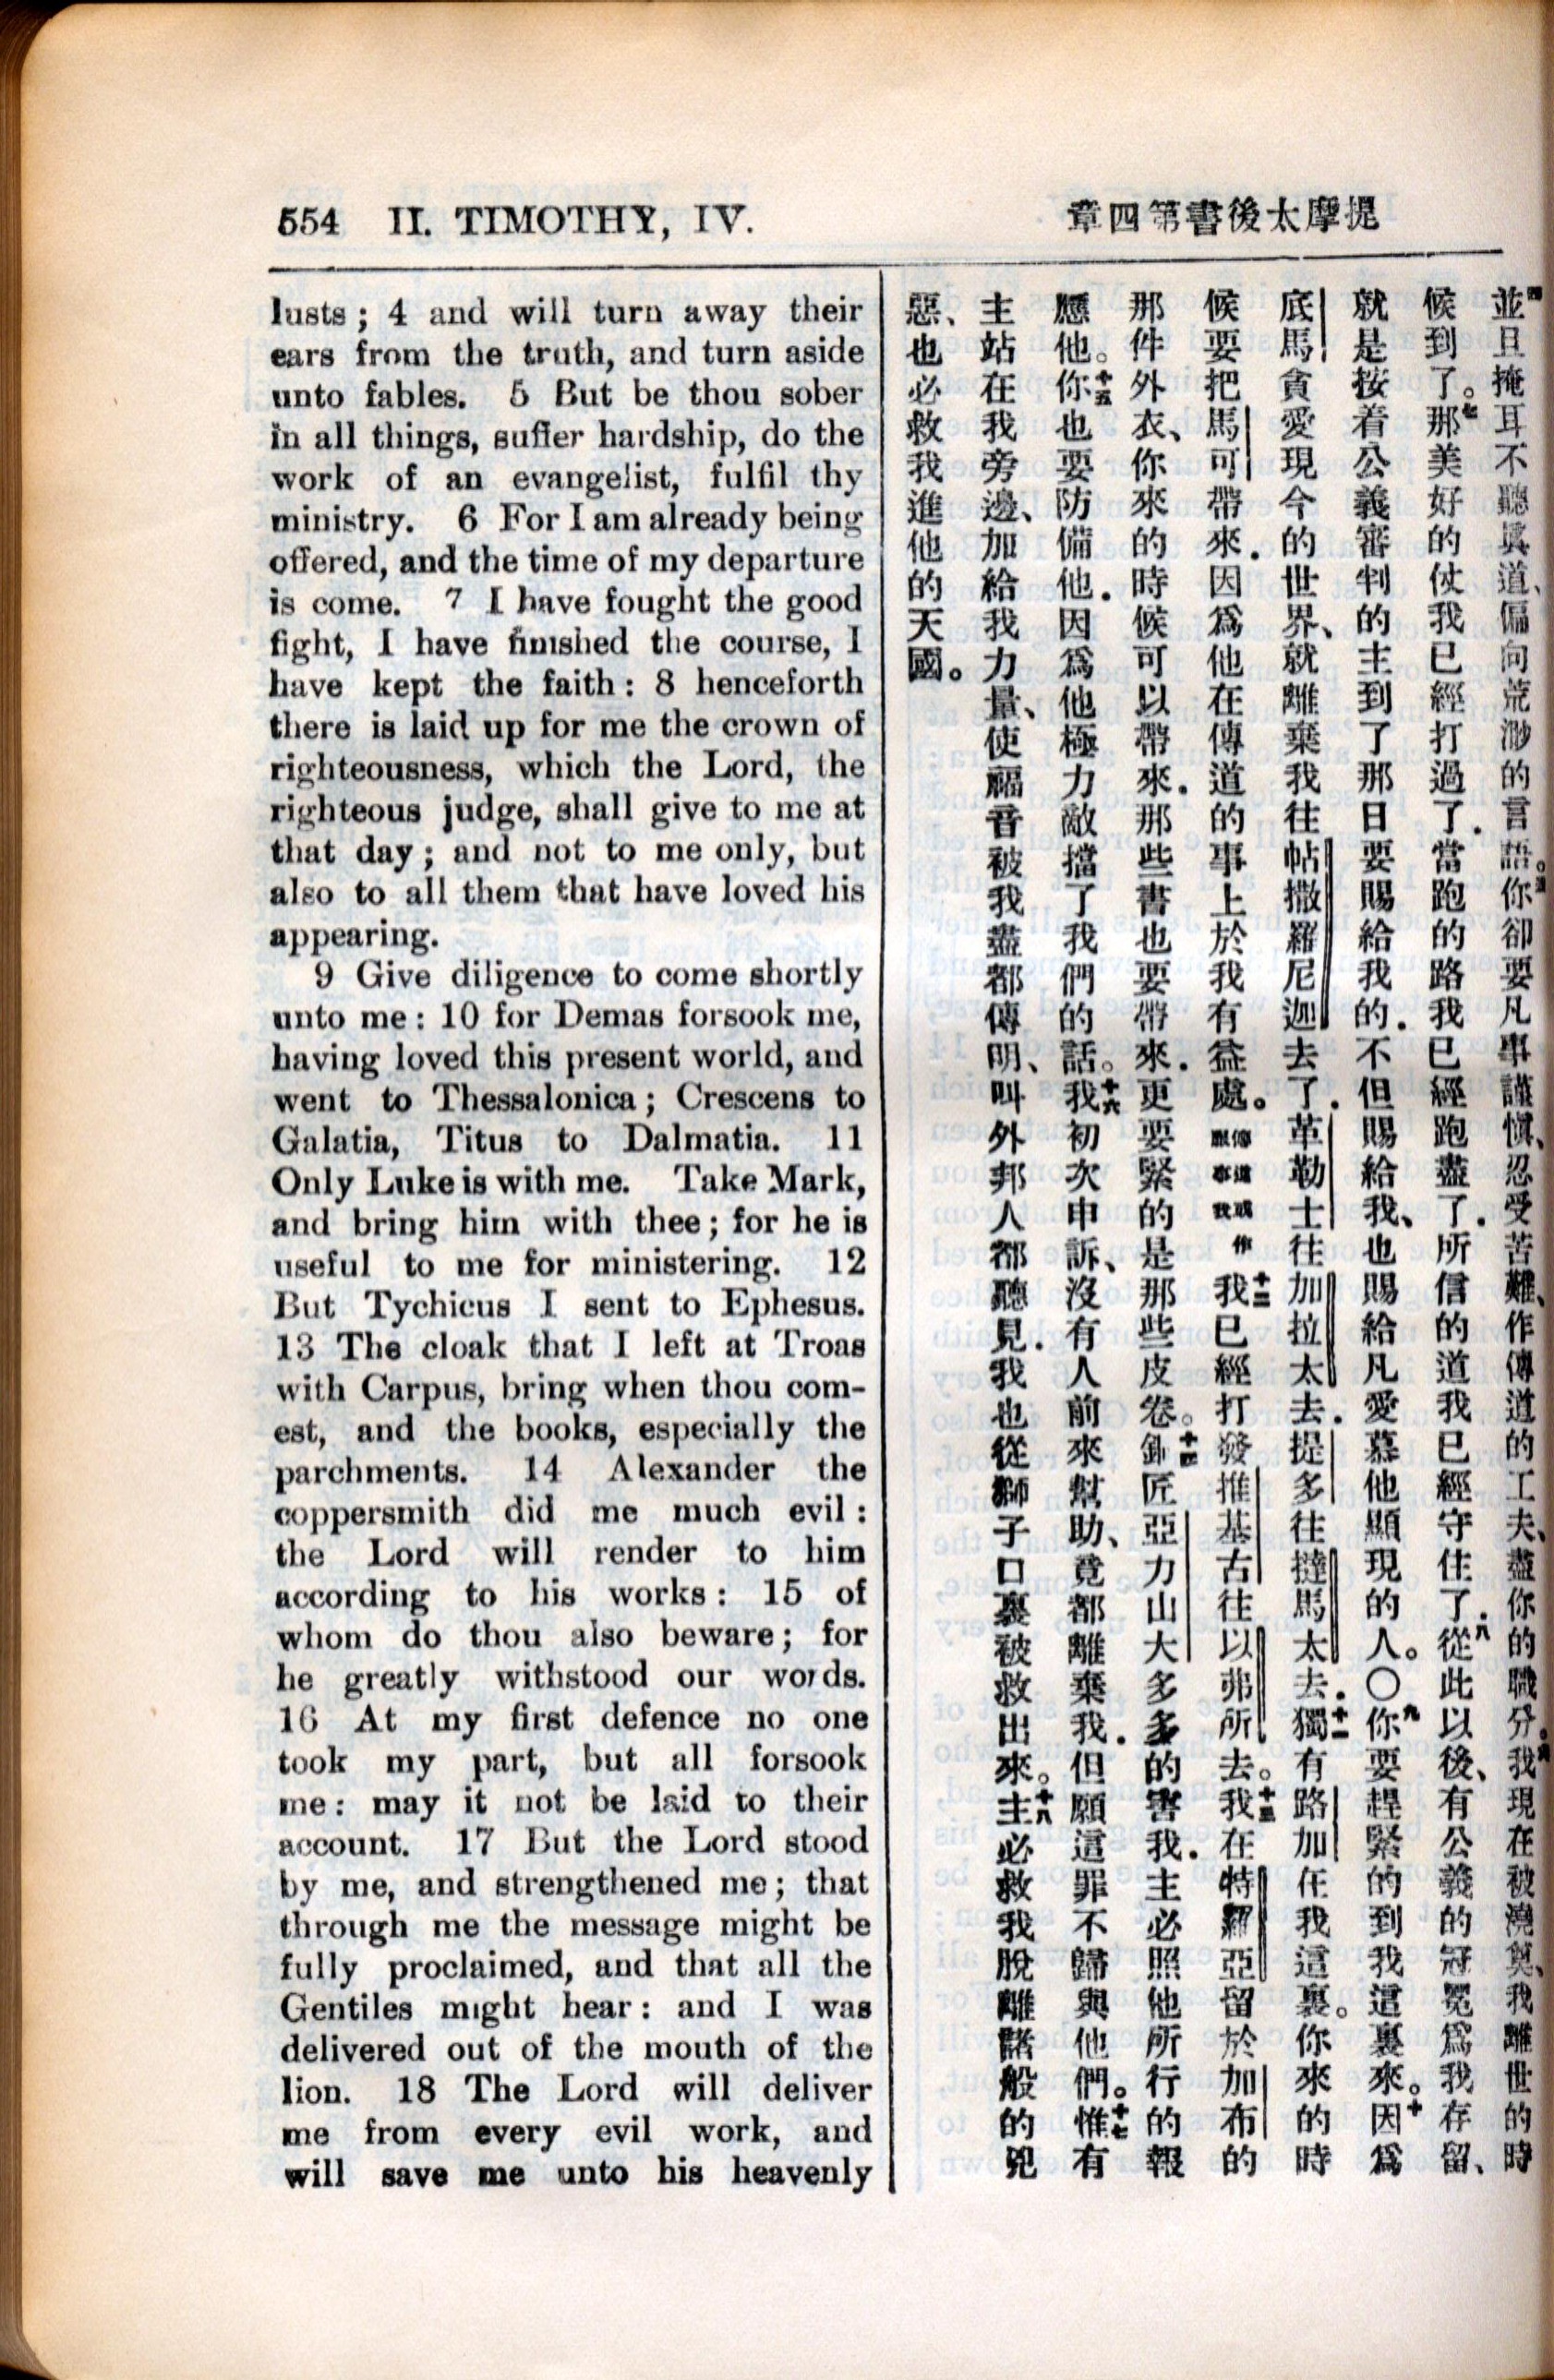 554 II. TIMOTHY, IV.
提摩太後書第四章
lusts ; 4 and will turn away their
ears from the truth, and turn aside
unto fables. 5 But be thou sober
in all things, suffer hardship, do the
work of an evangelist, fulfil thy
ministry. 6 For I am already being
offered, and the time of my departure
is come. 7 I have fought the good
fight, I have finished the course, I
have kept the faith : 8 henceforth
there is laid up for me the crown of
righteousness, which the Lord, the
righteous judge, shall give to me at
that day ; and not to me only, but
also to all them that have loved his
appearing.
9 Give diligence to come shortly
unto me : 10 for Demas forsook me,
having loved this present world, and
went to Thessalonica ; Crescens to
Galatia, Titus to Dalmatia. 11
Only Luke is with me. Take Mark,
and bring him with thee ; for he is
useful to me for ministering. 12
But Tychicus I sent to Ephesus.
13 The cloak that I left at Troas
with Carpus, bring when thou com-
est, and the books, especially the
parchments. 14 Alexander the
coppersmith did me much evil :
the Lord will render to him
according to his works : 15 of
whom do thou also beware ; for
he greatly withstood our words.
16 At my first defence no one
took my part, but all forsook
me : may it not be laid to their
account. 17 But the Lord stood
by me, and strengthened me ; that
through me the message might be
fully proclaimed, and that all the
Gentiles might hear : and I was
delivered out of the mouth of the
lion. 18 The Lord will deliver
me from every evil work, and
will save me unto his heavenly
四並且掩耳不聽眞道、偏向荒渺的言語。五你卻要凡事謹愼、忍受苦難、作傳道的工夫、盡你的職分。六我現在被澆奠、我離世的時
候到了。七那美好的仗我已經打過了．當跑的路我已經跑盡了．所信的道我已經守住了．八從此以後、有公義的冠冕爲我存留、
就是按着公義審判的主到了那日要賜給我的．不但賜給我、也賜給凡愛慕他顯現的人。〇九你要趕緊的到我這裏來。十因爲
底馬貪愛現今的世界、就離棄我往帖撒羅尼迦去了．革勒士往加拉太去．提多往撻馬太去．十一獨有路加在我這裏。你來的時
候要把馬可帶來．因爲他在傳道的事上於我有益處。傳道或作服事我十二我已經打發推基古往以弗所去。十三我在特羅亞留於加布的
那件外衣、你來的時候可以帶來．那些書也要帶來．更要緊的是那些皮卷。十四銅匠亞力山大多多的害我．主必照他所行的報
應他。十五你也要防備他．因爲他極力敵擋了我們的話。十六我初次申訴、沒有人前來幫助、竟都離棄我．但願這罪不歸與他們。十七惟有
主站在我旁邊、加給我力量、使福音被我盡都傳明、叫外邦人都聽見．我也從獅子口裏被救出來。十八主必救我脫離諸般的兇
惡、也必救我進他的天國。